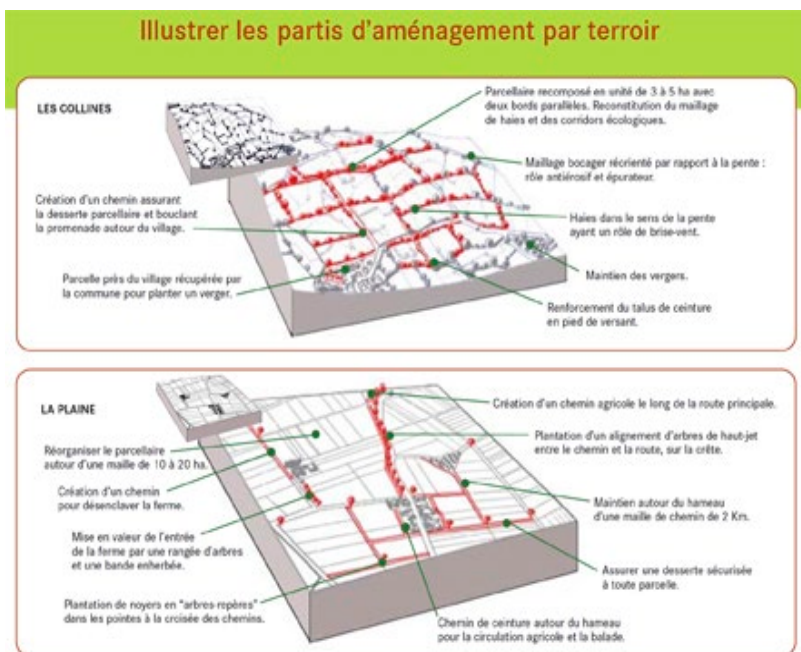 Illustrer les partis d'aménagement par terroir
LES COLLINES
Parcellaire recomposé en unité de 3 à 5 ha avec
deux bords parallèles. Reconstitution du maillage
de haies et des corridors écologiques.
Maillage bocager réorienté par rapport à la pente :
rôle antiérosif et épurateur.
Création d'un chemin assurant
la desserte parcellaire et bouclant
la promenade autour du village.
Haies dans le sens de la pente
ayant un rôle de brise-vent.
Parcelle près du village récupérée par
la commune pour planter un verger.
Maintien des vergers.
Renforcement du talus de ceinture
en pied de versant.
LA PLAINE
Création d'un chemin agricole le long de la route principale.
Réorganiser le parcellaire
autour d'une maille de 10 à 20 ha.
Plantation d'un alignement d'arbres de haut-jet
entre le chemin et la route, sur la crête.
Création d'un chemin
pour désenclaver la ferme.
Maintien autour du hameau
d'une maille de chemin de 2 Km.
Mise en valeur de l'entrée
de la ferme par une rangée d'arbres
et une bande enherbée.
Assurer une desserte sécurisée
à toute parcelle.
Plantation de noyers en "arbres-repères"
dans les pointes à la croisée des chemins.
Chemin de ceinture autour du hameau
pour la circulation agricole et la balade.